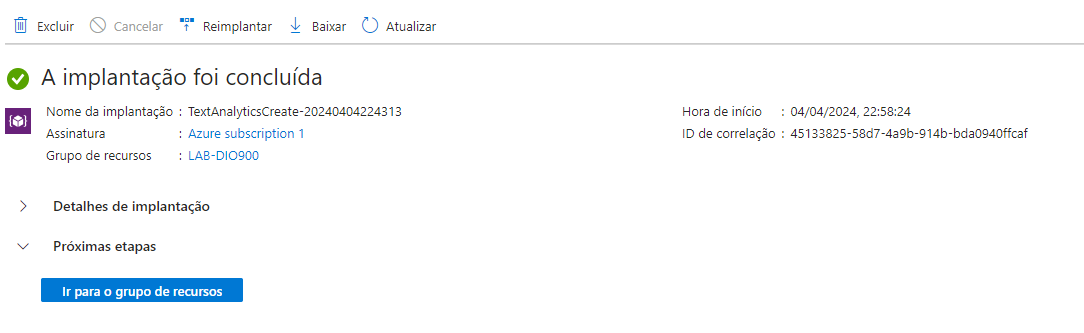 Excluir Cancelar Reimplantar Baixar Atualizar
A implantação foi concluída
Nome da implantação : TextAnalyticsCreate-20240404224313
Assinatura : Azure subscription 1
Grupo de recursos : LAB-DIO900
Hora de início : 04/04/2024, 22:58:24
ID de correlação : 45133825-58d7-4a9b-914b-bda0940ffcaf
Detalhes de implantação
Próximas etapas
Ir para o grupo de recursos